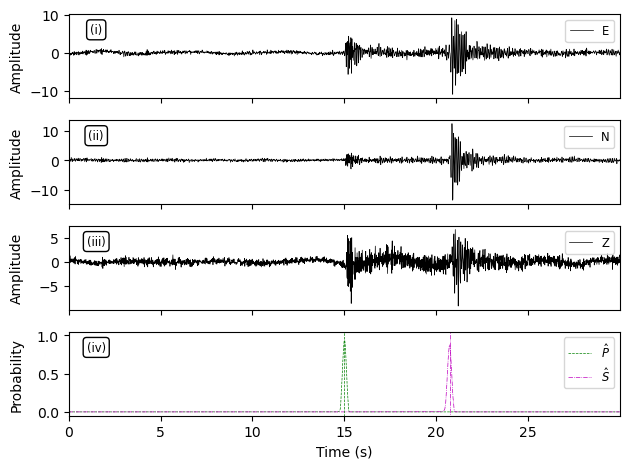 10
0
−10
Amplitude
(i)
E
10
0
−10
Amplitude
(ii)
N
5
0
−5
Amplitude
(iii)
Z
1.0
0.5
0.0
Probability
(iv)
P̂
Ŝ
0 5 10 15 20 25
Time (s)